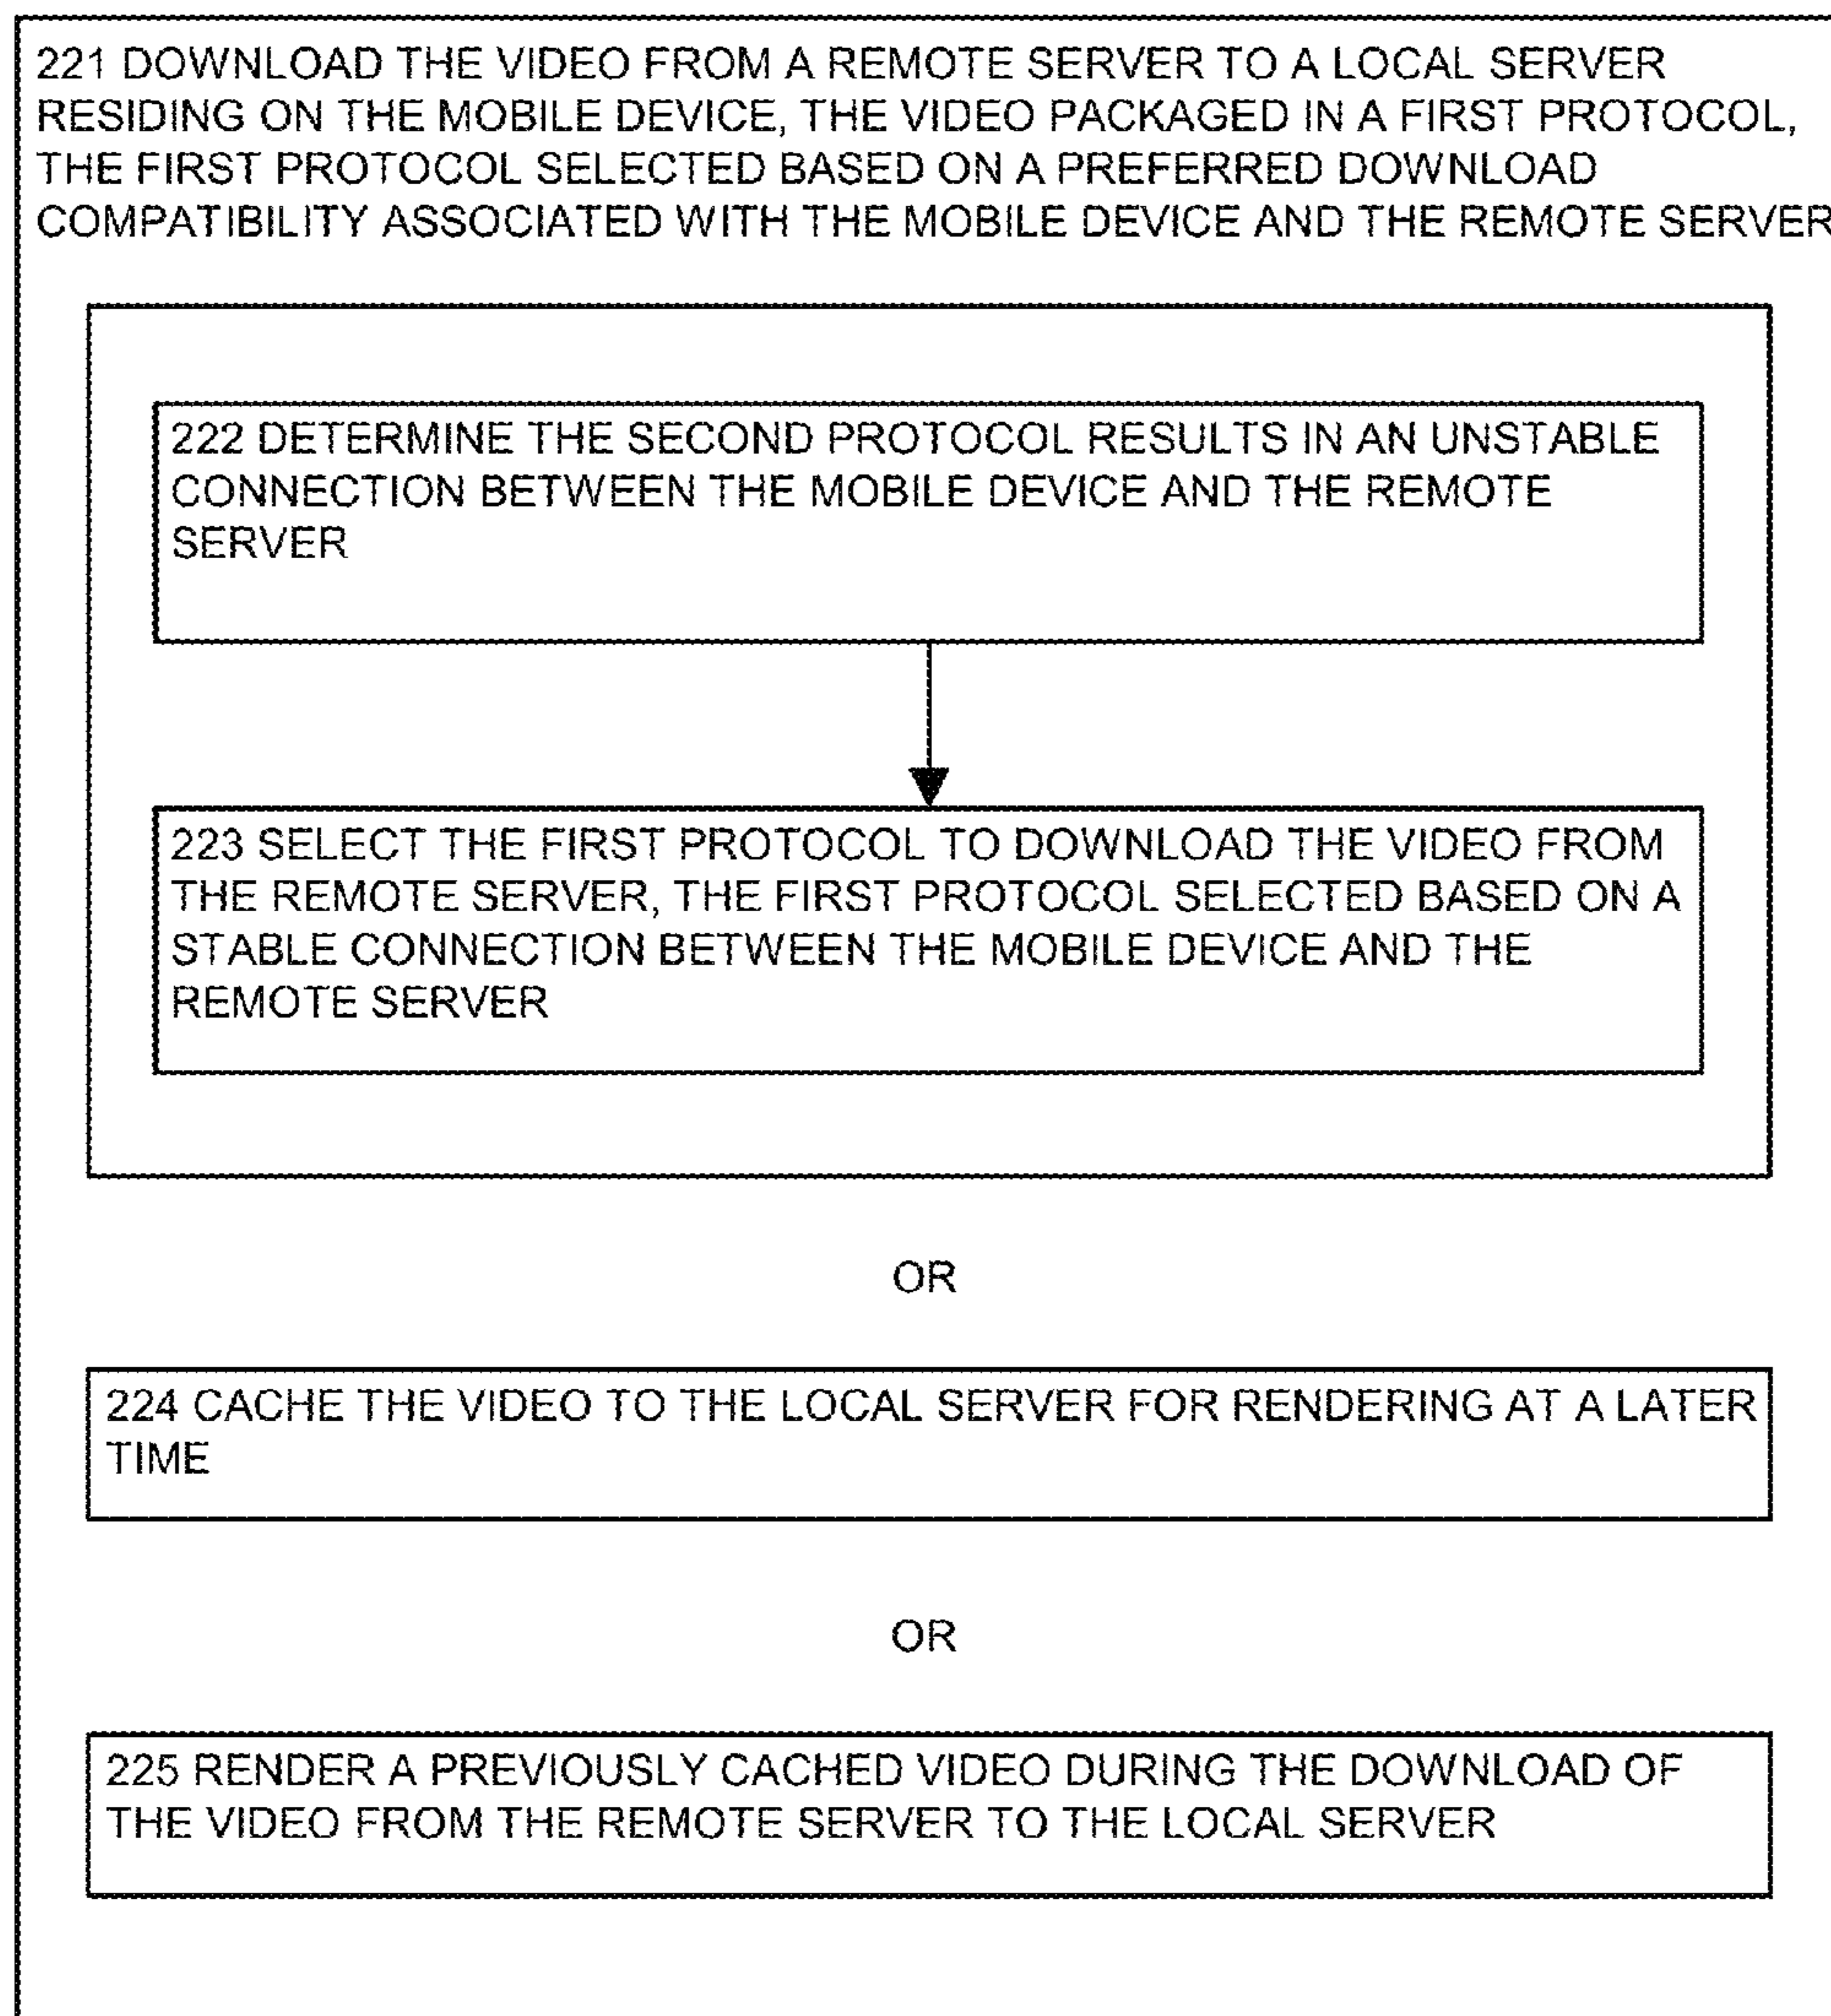 221 DOWNLOAD THE VIDEO FROM A REMOTE SERVER TO A LOCAL SERVER
RESIDING ON THE MOBILE DEVICE, THE VIDEO PACKAGED IN A FIRST PROTOCOL,
THE FIRST PROTOCOL SELECTED BASED ON A PREFERRED DOWNLOAD
COMPATIBILITY ASSOCIATED WITH THE MOBILE DEVICE AND THE REMOTE SERVER
222 DETERMINE THE SECOND PROTOCOL RESULTS IN AN UNSTABLE
CONNECTION BETWEEN THE MOBILE DEVICE AND THE REMOTE
SERVER
223 SELECT THE FIRST PROTOCOL TO DOWNLOAD THE VIDEO FROM
THE REMOTE SERVER, THE FIRST PROTOCOL SELECTED BASED ON A
STABLE CONNECTION BETWEEN THE MOBILE DEVICE AND THE
REMOTE SERVER
OR
224 CACHE THE VIDEO TO THE LOCAL SERVER FOR RENDERING AT A LATER
TIME
OR
225 RENDER A PREVIOUSLY CACHED VIDEO DURING THE DOWNLOAD OF
THE VIDEO FROM THE REMOTE SERVER TO THE LOCAL SERVER